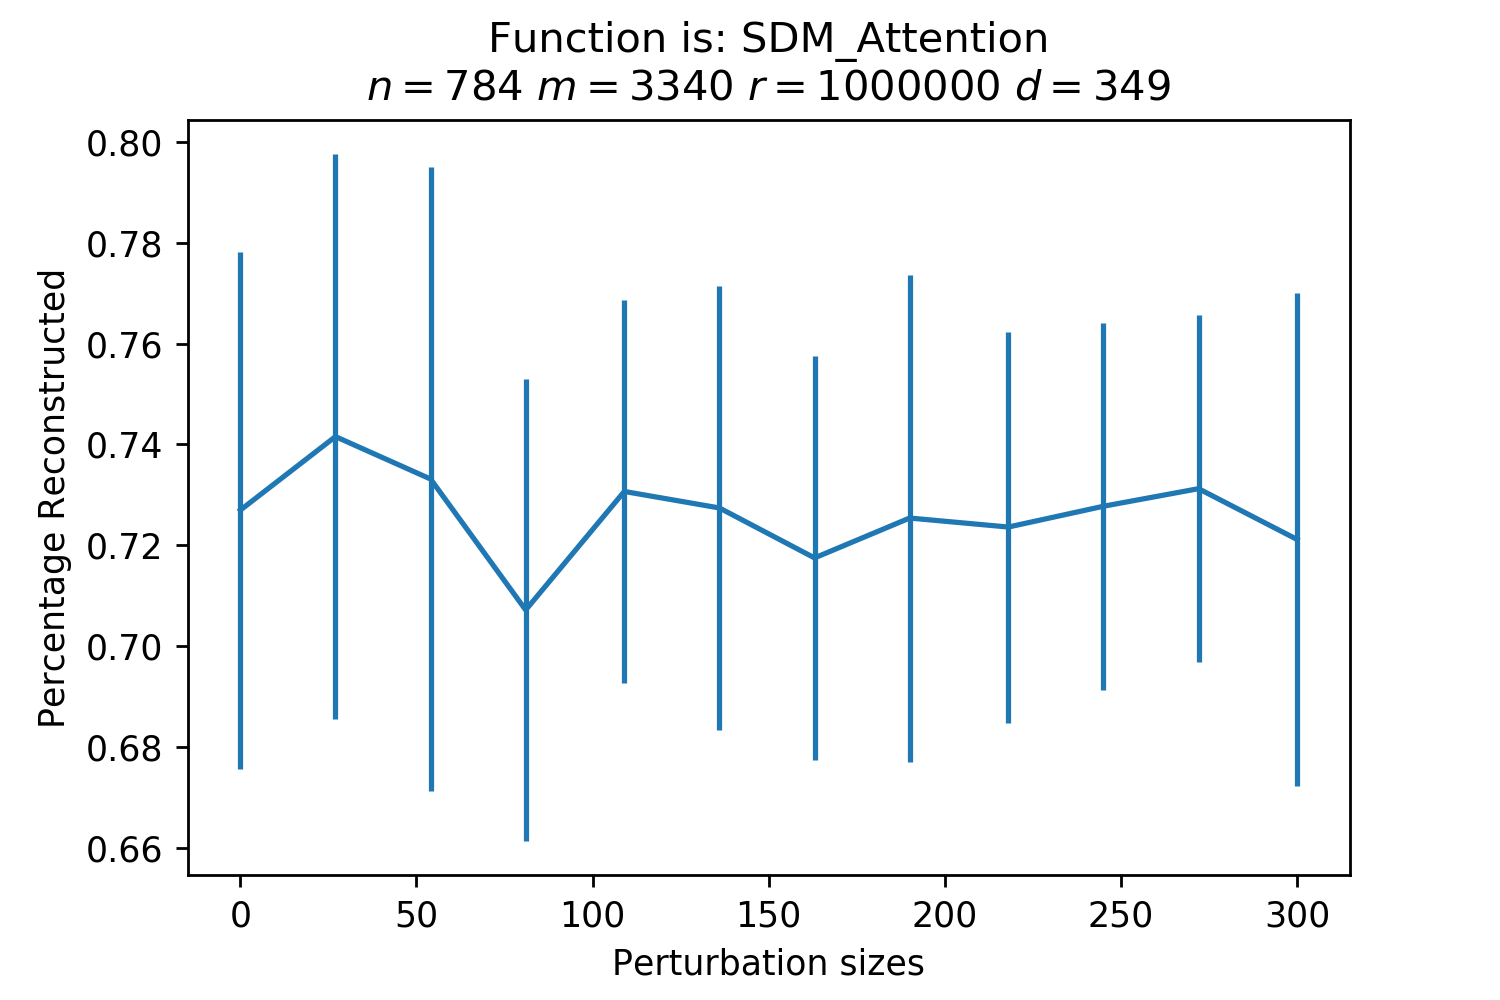 Function is: SDM_Attention
n = 784 m = 3340 r = 1000000 d = 349
0.80
0.78
0.76
0.74
0.72
0.70
0.68
0.66
Percentage Reconstructed
0 50 100 150 200 250 300
Perturbation sizes